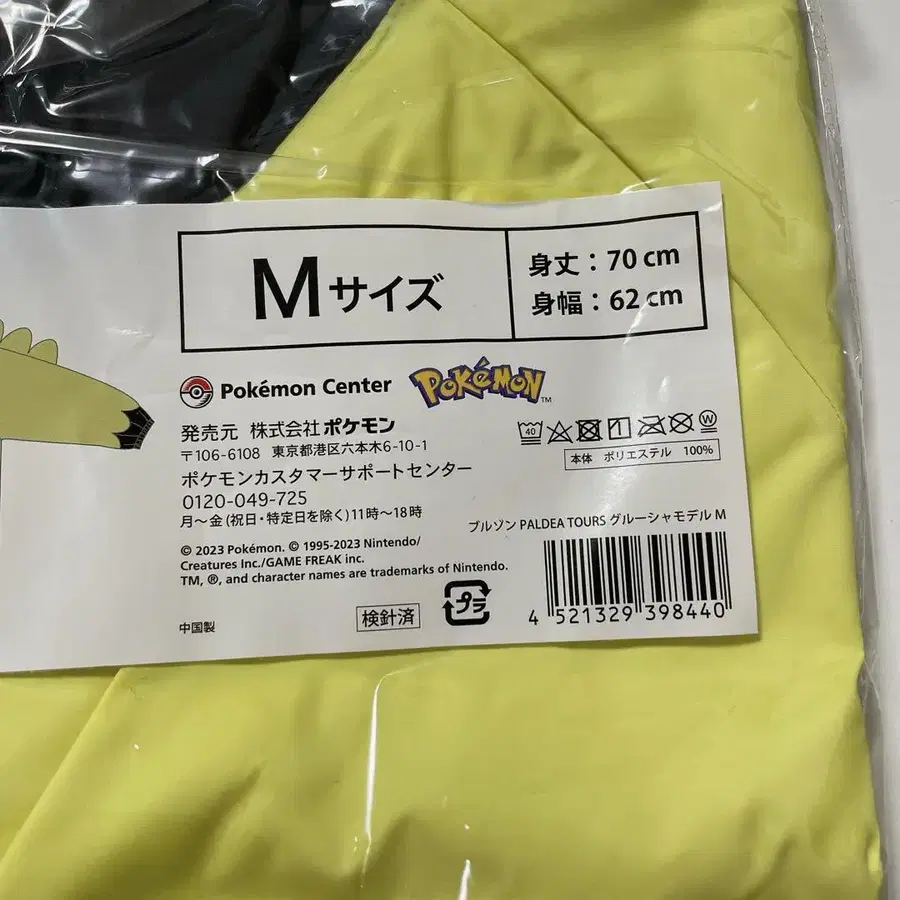 Mサイズ
身丈：70 cm
身幅：62 cm
Pokémon Center
POKéMON™
発売元 株式会社ポケモン
〒106-6108 東京都港区六本木6-10-1
ポケモンカスタマーサポートセンター
0120-049-725
月～金(祝日・特定日を除く)11時～18時
© 2023 Pokémon. © 1995-2023 Nintendo/
Creatures Inc./GAME FREAK inc.
TM, ®, and character names are trademarks of Nintendo.
中国製
検針済
プラ
40
W
本体 ポリエステル 100%
ブルゾン PALDEA TOURS グルーシャモデル M
4 521329 398440